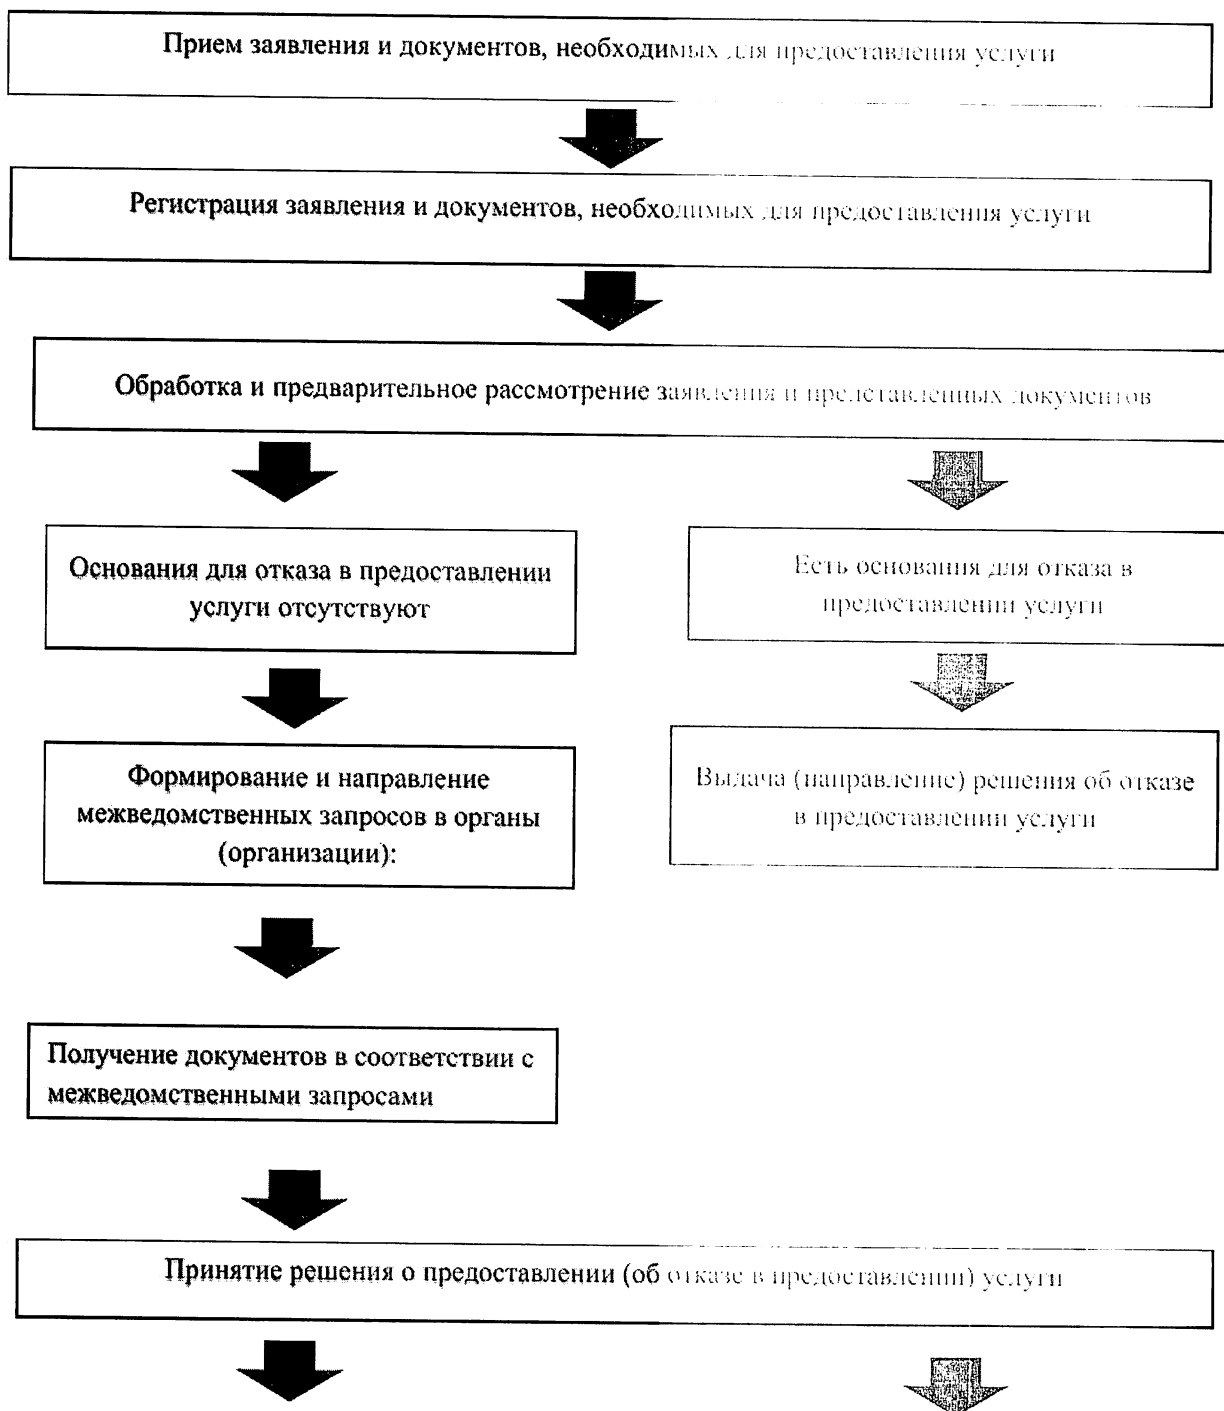 Прием заявления и документов, необходимых для предоставления услуги
Регистрация заявления и документов, необходимых для предоставления услуги
Обработка и предварительное рассмотрение заявления и представленных документов
Основания для отказа в предоставлении
услуги отсутствуют
Есть основания для отказа в
предоставлении услуги
Формирование и направление
межведомственных запросов в органы
(организации):
Выдача (направление) решения об отказе
в предоставлении услуги
Получение документов в соответствии с
межведомственными запросами
Принятие решения о предоставлении (об отказе в предоставлении) услуги